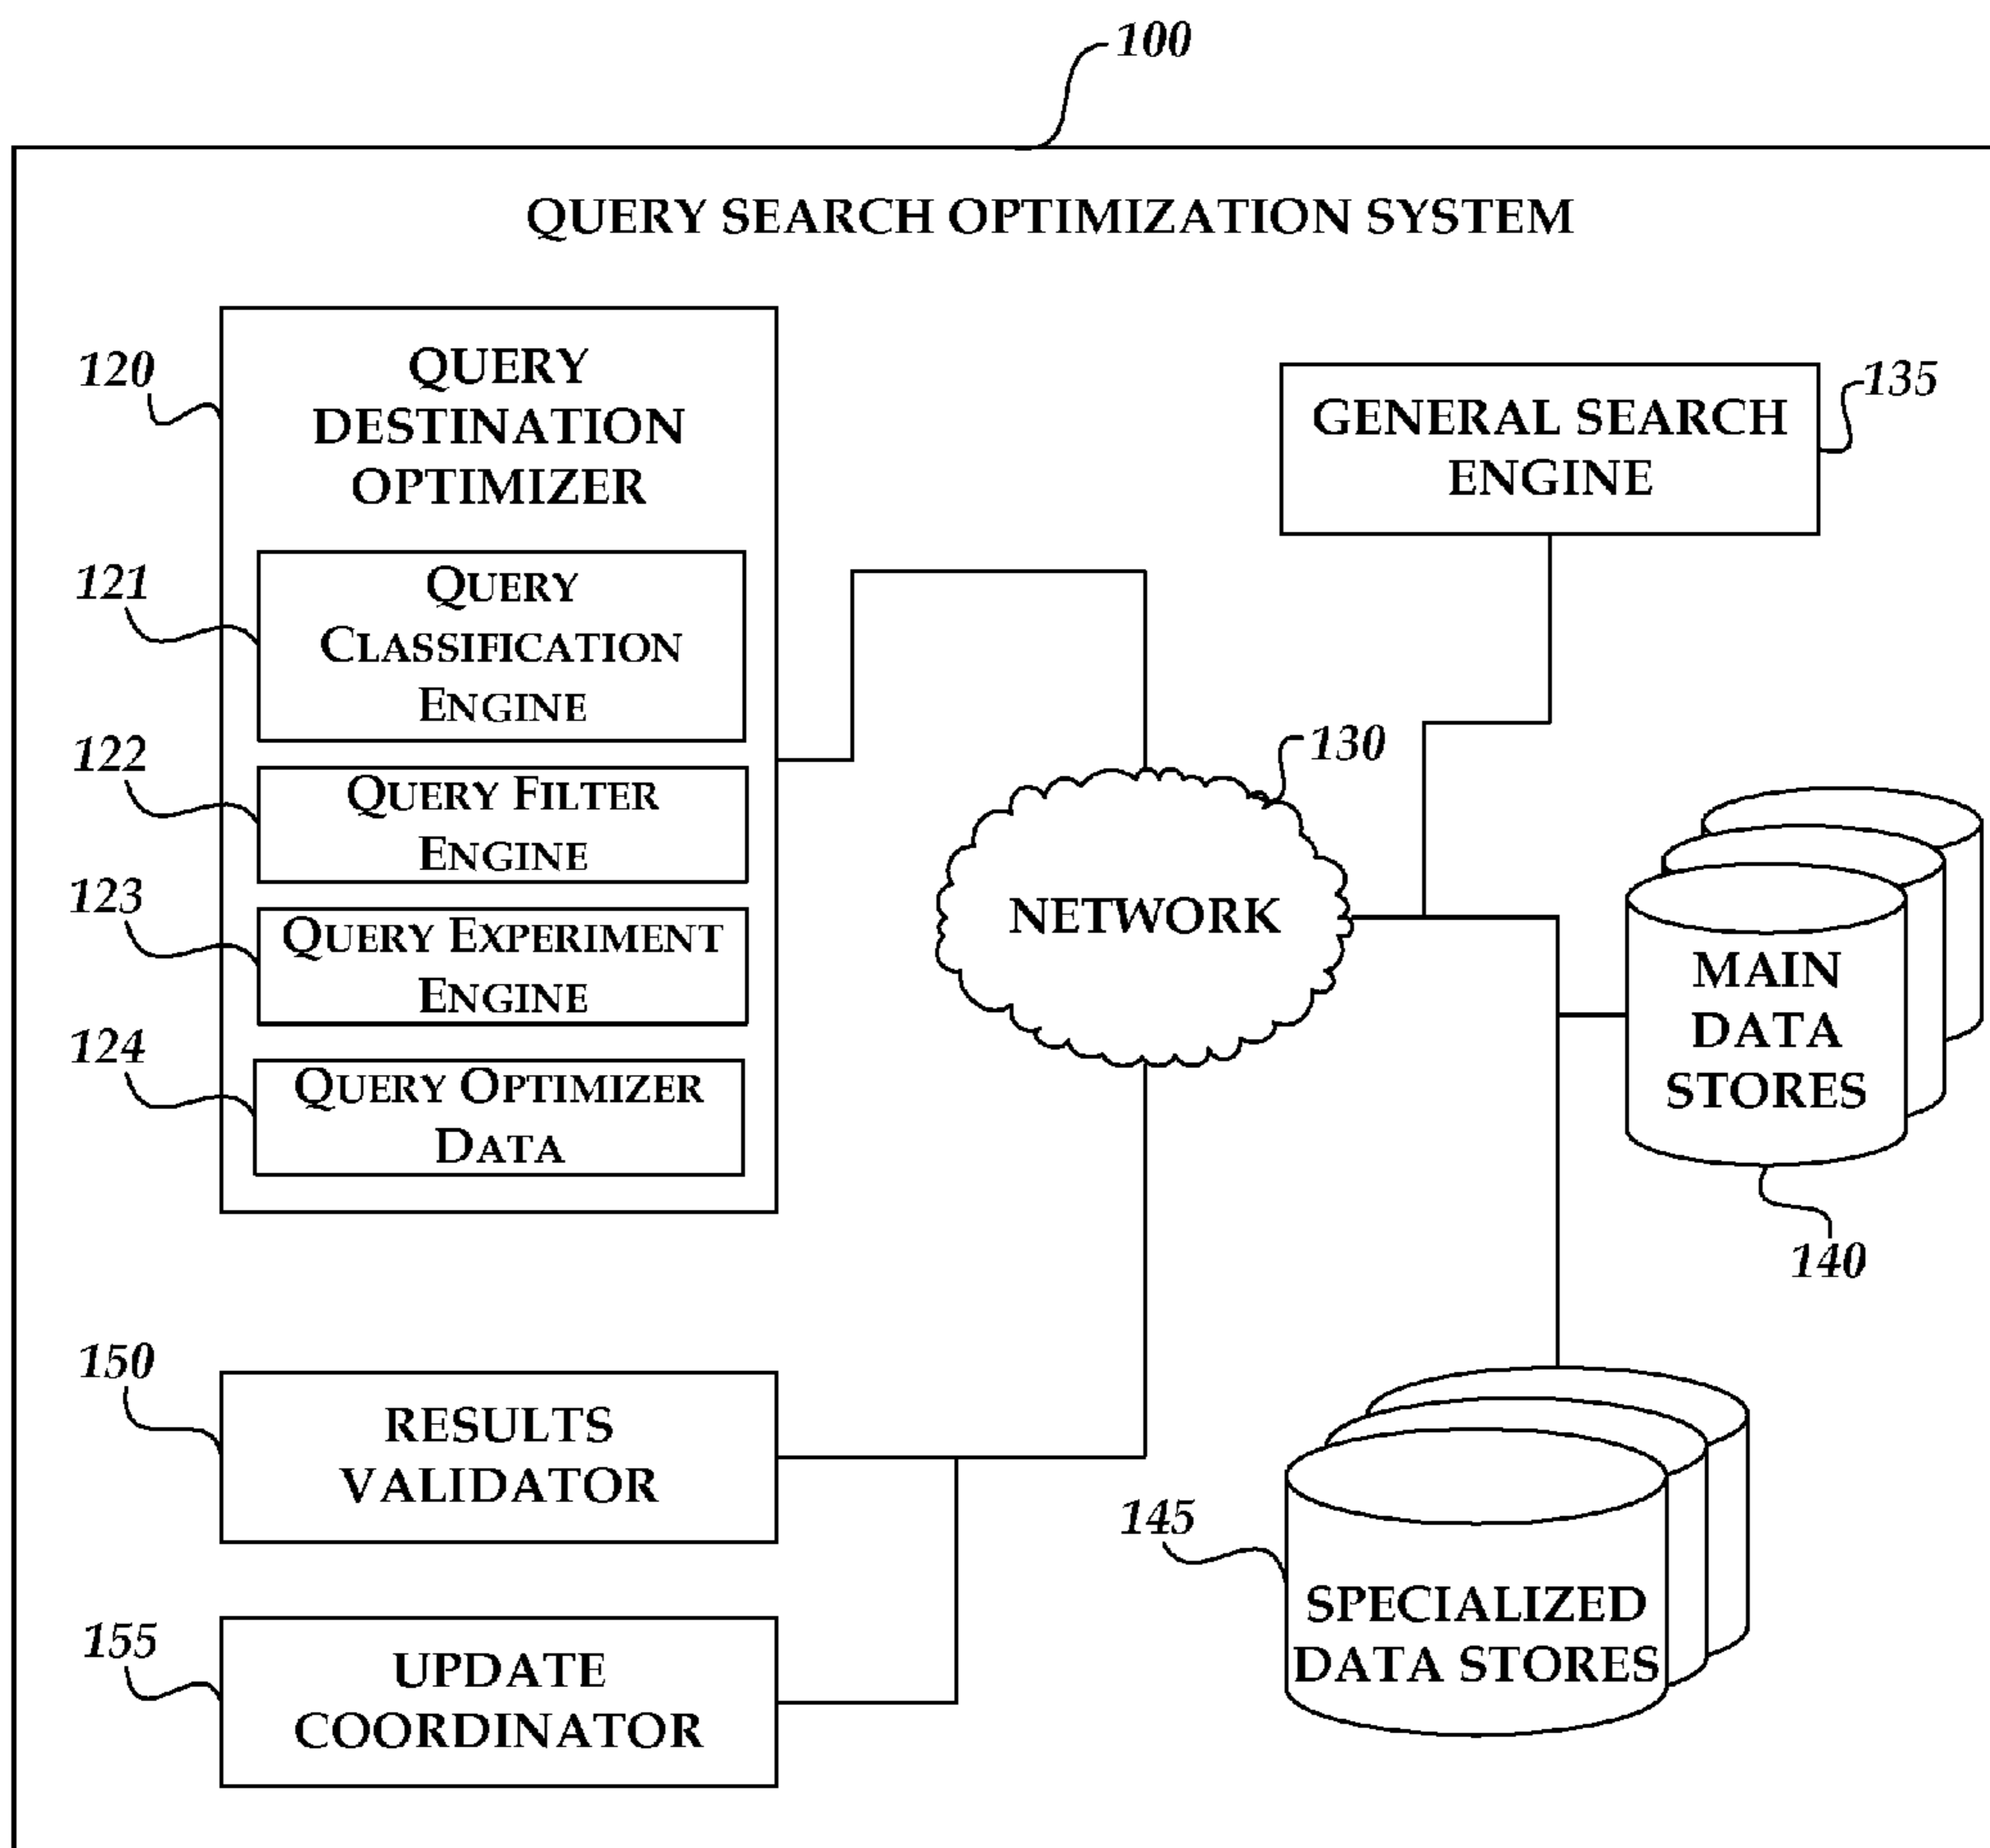 100
QUERY SEARCH OPTIMIZATION SYSTEM
120
QUERY
DESTINATION
OPTIMIZER
121
QUERY
CLASSIFICATION
ENGINE
122
QUERY FILTER
ENGINE
123
QUERY EXPERIMENT
ENGINE
124
QUERY OPTIMIZER
DATA
135
GENERAL SEARCH
ENGINE
130
NETWORK
MAIN
DATA
STORES
140
150
RESULTS
VALIDATOR
145
SPECIALIZED
DATA STORES
155
UPDATE
COORDINATOR